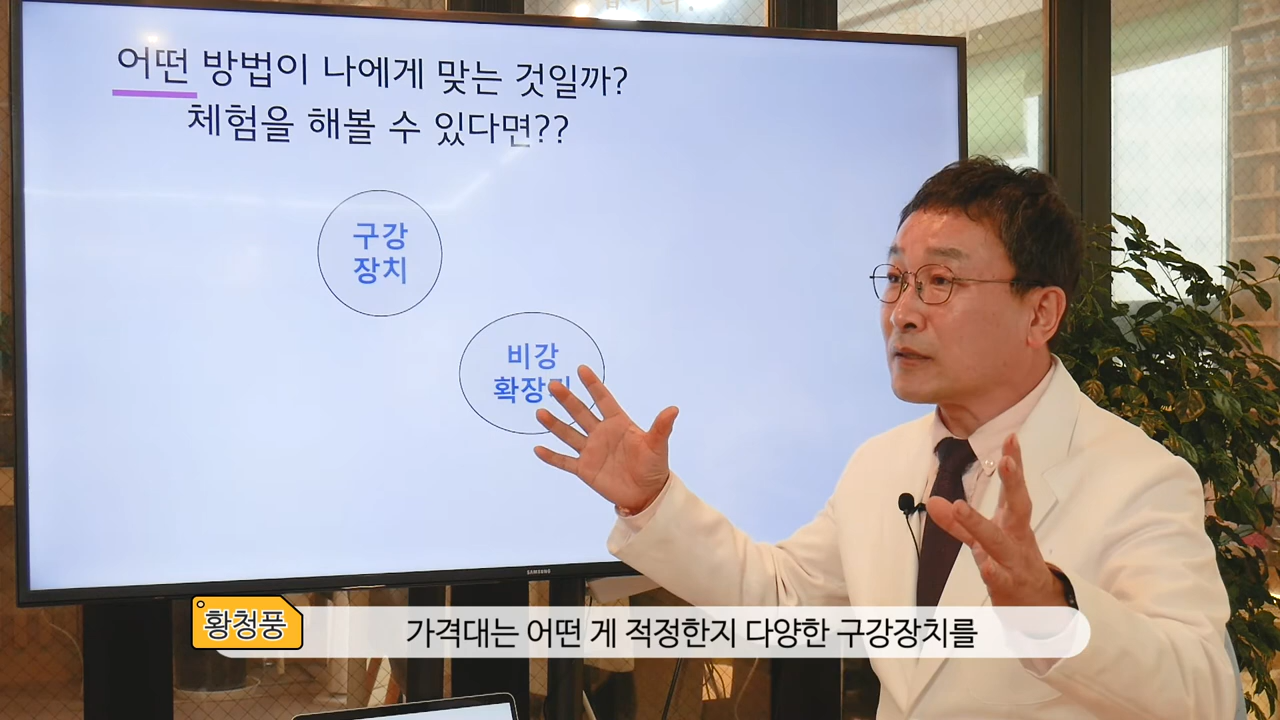 어떤 방법이 나에게 맞는 것일까?
체험을 해볼 수 있다면??
구강
장치
비강
확장
SAMSUNG
황청풍
가격대는 어떤 게 적정한지 다양한 구강장치를